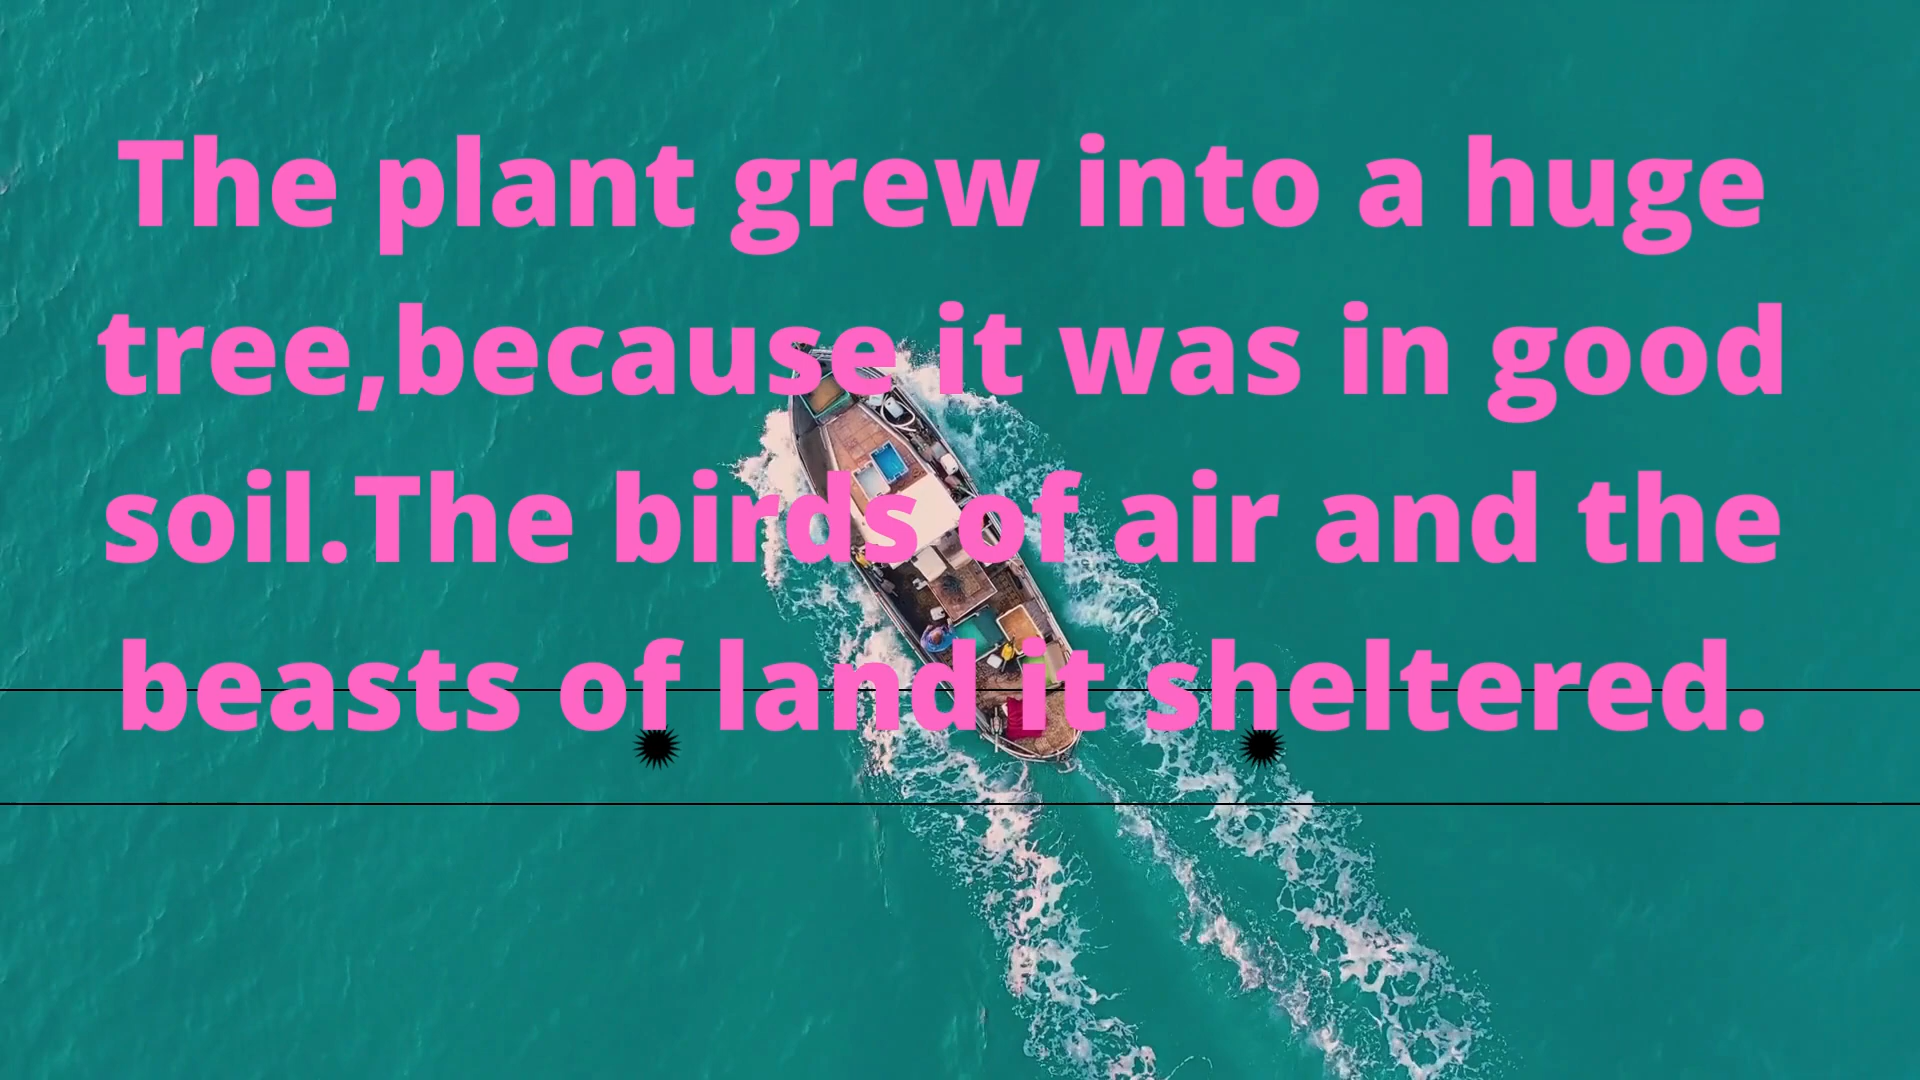 The plant grew into a huge
tree,because it was in good
soil.The birds of air and the
beasts of land it sheltered.